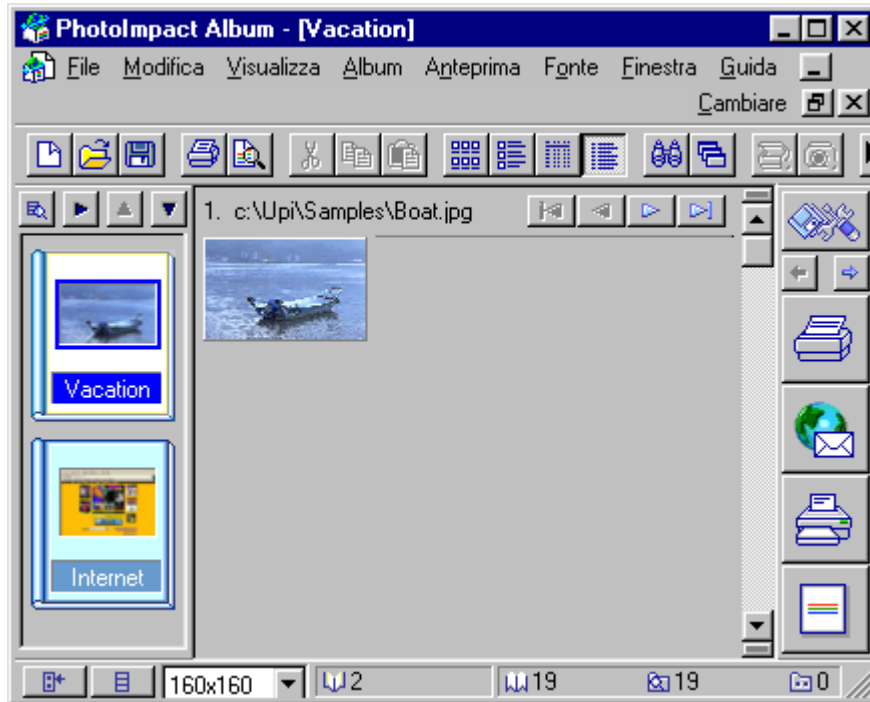 PhotoImpact Album - [Vacation]
File Modifica Visualizza Album Anteprima Fonte Finestra Guida
Cambiare
1. c:\Upi\Samples\Boat.jpg
Vacation
Internet
160x160 2 19 19 0